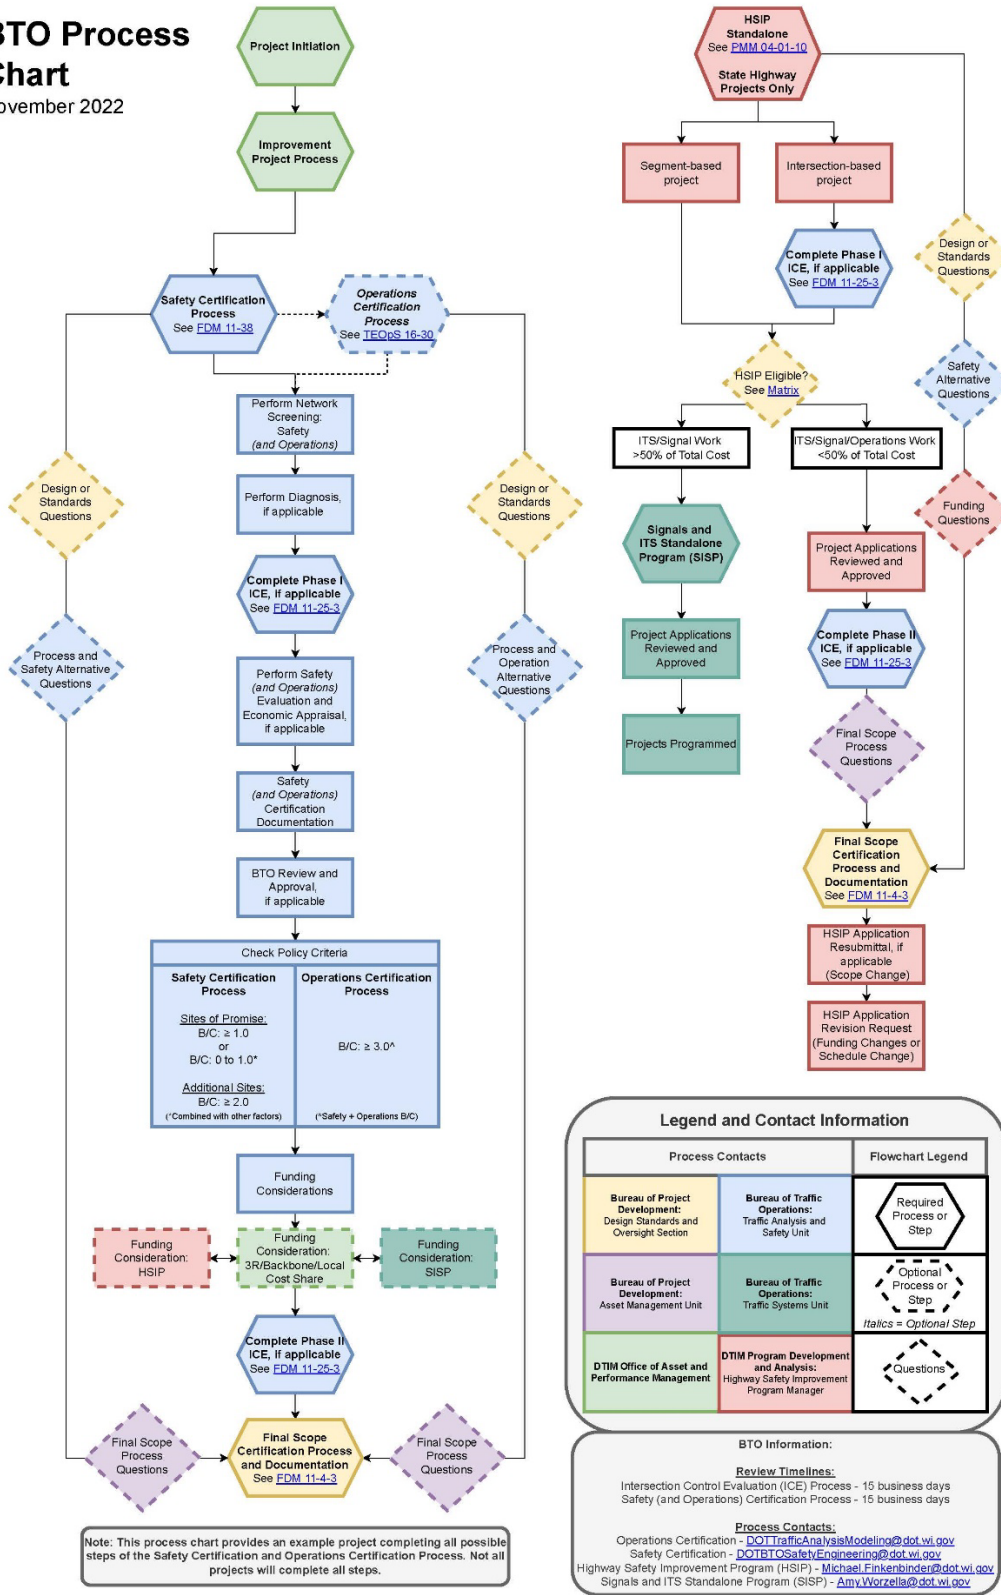 BTO Process
Chart
November 2022
Project Initiation
Improvement
Project Process
Safety Certification
Process
See FDM 11-38
Operations
Certification
Process
See TEOpS 16-30
Perform Network
Screening:
Safety
(and Operations)
Perform Diagnosis,
if applicable
Complete Phase I
ICE, if applicable
See FDM 11-25-3
Perform Safety
(and Operations)
Evaluation and
Economic Appraisal,
if applicable
Safety
(and Operations)
Certification
Documentation
BTO Review and
Approval,
if applicable
Check Policy Criteria
Safety Certification
Process
Sites of Promise:
B/C: ≥ 1.0
or
B/C: 0 to 1.0*
Additional Sites:
B/C: ≥ 2.0
(*Combined with other factors)
Operations Certification
Process
B/C: ≥ 3.0^
(^Safety + Operations B/C)
Funding
Considerations
Funding
Consideration:
HSIP
Funding
Consideration:
3R/Backbone/Local
Cost Share
Funding
Consideration:
SISP
Complete Phase II
ICE, if applicable
See FDM 11-25-3
Final Scope
Process
Questions
Final Scope
Certification Process
and Documentation
See FDM 11-4-3
Final Scope
Process
Questions
Design or
Standards
Questions
Process and
Safety Alternative
Questions
Design or
Standards
Questions
Process and
Operation
Alternative
Questions
Note: This process chart provides an example project completing all possible
steps of the Safety Certification and Operations Certification Process. Not all
projects will complete all steps.
HSIP
Standalone
See PMM 04-01-10
State Highway
Projects Only
Segment-based
project
Intersection-based
project
Complete Phase I
ICE, if applicable
See FDM 11-25-3
HSIP Eligible?
See Matrix
ITS/Signal Work
>50% of Total Cost
ITS/Signal/Operations Work
<50% of Total Cost
Signals and
ITS Standalone
Program (SISP)
Project Applications
Reviewed and
Approved
Projects Programmed
Project Applications
Reviewed and
Approved
Complete Phase II
ICE, if applicable
See FDM 11-25-3
Final Scope
Process
Questions
Final Scope
Certification
Process and
Documentation
See FDM 11-4-3
HSIP Application
Resubmittal, if
applicable
(Scope Change)
HSIP Application
Revision Request
(Funding Changes or
Schedule Change)
Design or
Standards
Questions
Safety
Alternative
Questions
Funding
Questions
Legend and Contact Information
Process Contacts
Flowchart Legend
Bureau of Project
Development:
Design Standards and
Oversight Section
Bureau of Traffic
Operations:
Traffic Analysis and
Safety Unit
Required
Process or
Step
Bureau of Project
Development:
Asset Management Unit
Bureau of Traffic
Operations:
Traffic Systems Unit
Optional
Process or
Step
Italics = Optional Step
DTIM Office of Asset and
Performance Management
DTIM Program Development
and Analysis:
Highway Safety Improvement
Program Manager
Questions
BTO Information:
Review Timelines:
Intersection Control Evaluation (ICE) Process - 15 business days
Safety (and Operations) Certification Process - 15 business days
Process Contacts:
Operations Certification - DOTTrafficAnalysisModeling@dot.wi.gov
Safety Certification - DOTBTOSafetyEngineering@dot.wi.gov
Highway Safety Improvement Program (HSIP) - Michael.Finkenbinder@dot.wi.gov
Signals and ITS Standalone Program (SISP) - Amy.Worzella@dot.wi.gov